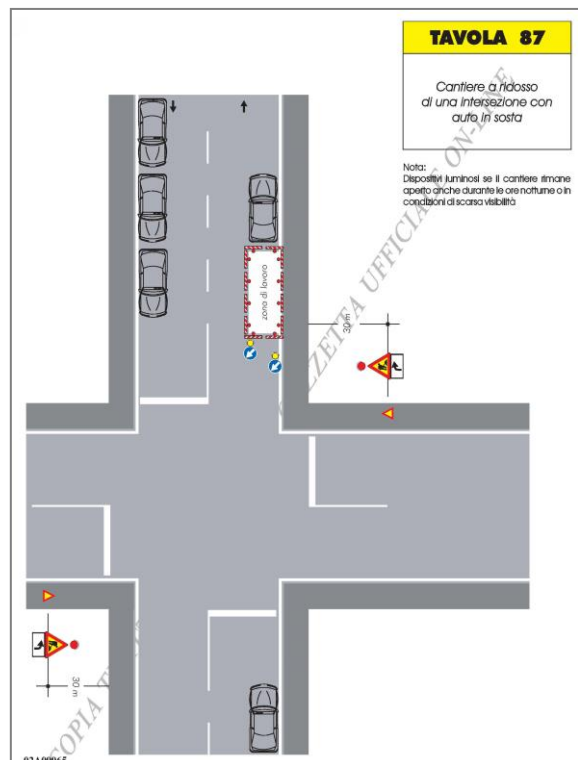 TAVOLA 87
Cantiere a ridosso
di una intersezione con
auto in sosta
Nota:
Dispositivi luminosi se il cantiere rimane
aperto anche durante le ore notturne o in
condizioni di scarsa visibilità
zona di lavoro
30 m
30 m
COPIA T
GAZZETTA UFFICIALE ON-LINE